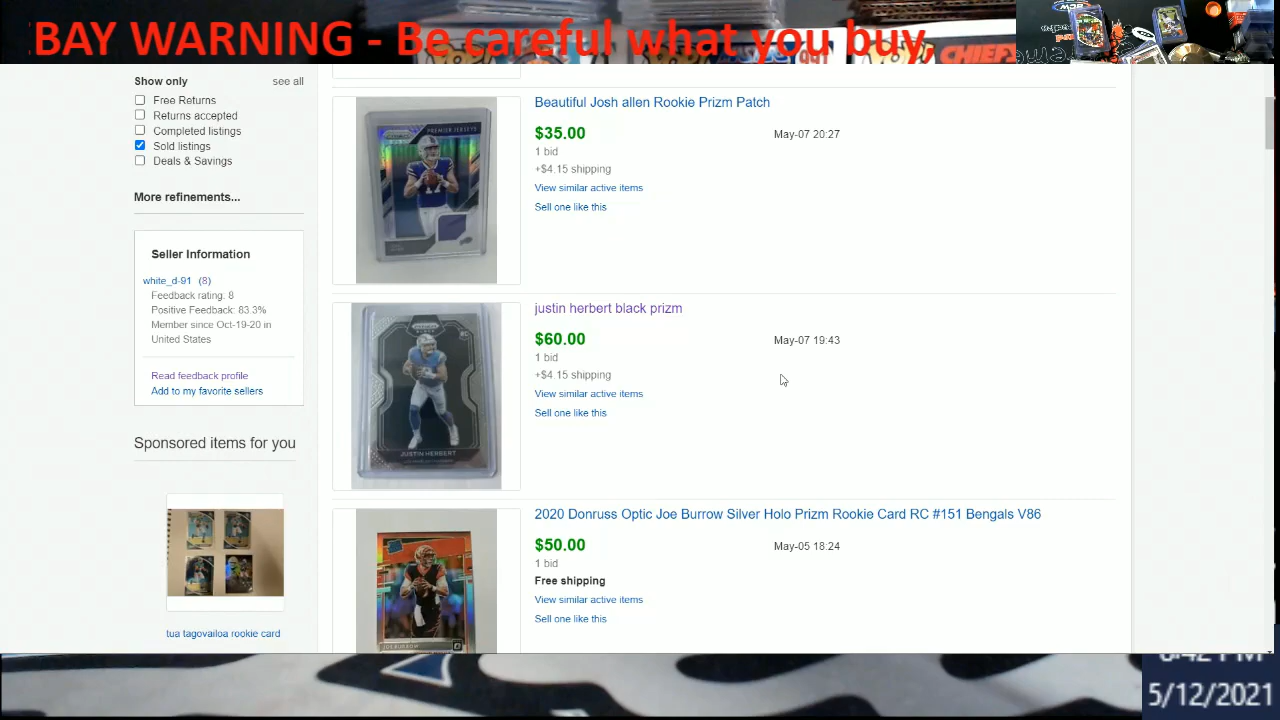 BAY WARNING - Be careful what you buy,
CHIEFS
Show only
see all
Free Returns
Returns accepted
Completed listings
Sold listings
Deals & Savings
More refinements...
Seller Information
white_d-91 (8)
Feedback rating: 8
Positive Feedback: 83.3%
Member since Oct-19-20 in
United States
Read feedback profile
Add to my favorite sellers
Sponsored items for you
tua tagovailoa rookie card
Beautiful Josh allen Rookie Prizm Patch
$35.00
May-07 20:27
1 bid
+$4.15 shipping
View similar active items
Sell one like this
PREMIER JERSEYS
17
justin herbert black prizm
$60.00
May-07 19:43
1 bid
+$4.15 shipping
View similar active items
Sell one like this
RC
JUSTIN HERBERT
2020 Donruss Optic Joe Burrow Silver Holo Prizm Rookie Card RC #151 Bengals V86
$50.00
May-05 18:24
1 bid
Free shipping
View similar active items
Sell one like this
JOE BURROW
5/12/2021